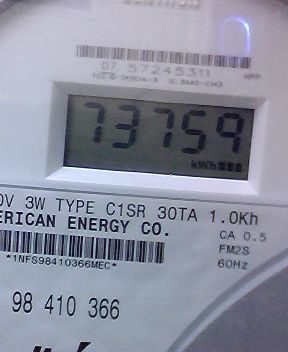 07 57245311
73759
kWh
0V 3W TYPE C1SR 30TA 1.0Kh
ERICAN ENERGY CO.
CA 0.5
*1NFS98410366MEC*
FM2S
60Hz
98 410 366